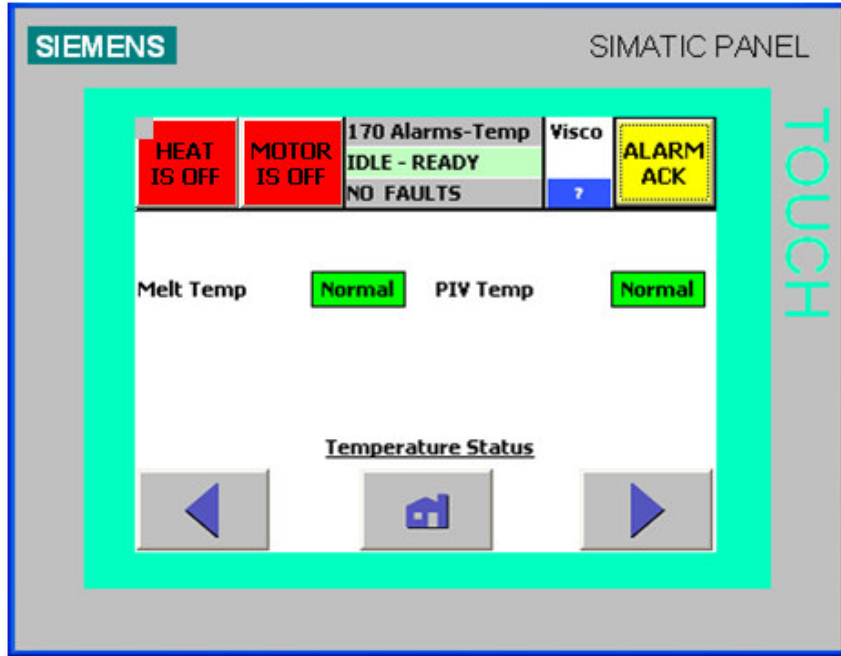 SIEMENS
SIMATIC PANEL
TOUCH
HEAT
IS OFF
MOTOR
IS OFF
170 Alarms-Temp
IDLE - READY
NO FAULTS
Visco
?
ALARM
ACK
Melt Temp
Normal
PIV Temp
Normal
Temperature Status